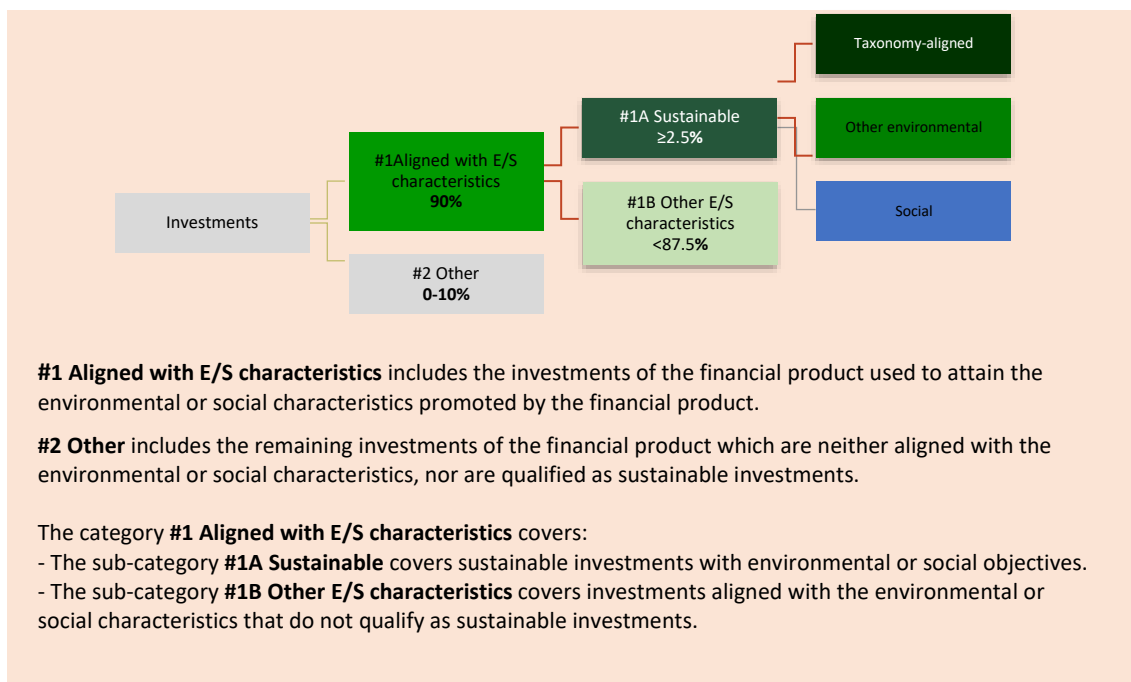 Taxonomy-aligned
#1A Sustainable
≥2.5%
Other environmental
#1Aligned with E/S
characteristics
90%
#1B Other E/S
characteristics
<87.5%
Social
Investments
#2 Other
0-10%
#1 Aligned with E/S characteristics includes the investments of the financial product used to attain the
environmental or social characteristics promoted by the financial product.
#2 Other includes the remaining investments of the financial product which are neither aligned with the
environmental or social characteristics, nor are qualified as sustainable investments.
The category #1 Aligned with E/S characteristics covers:
- The sub-category #1A Sustainable covers sustainable investments with environmental or social objectives.
- The sub-category #1B Other E/S characteristics covers investments aligned with the environmental or
social characteristics that do not qualify as sustainable investments.